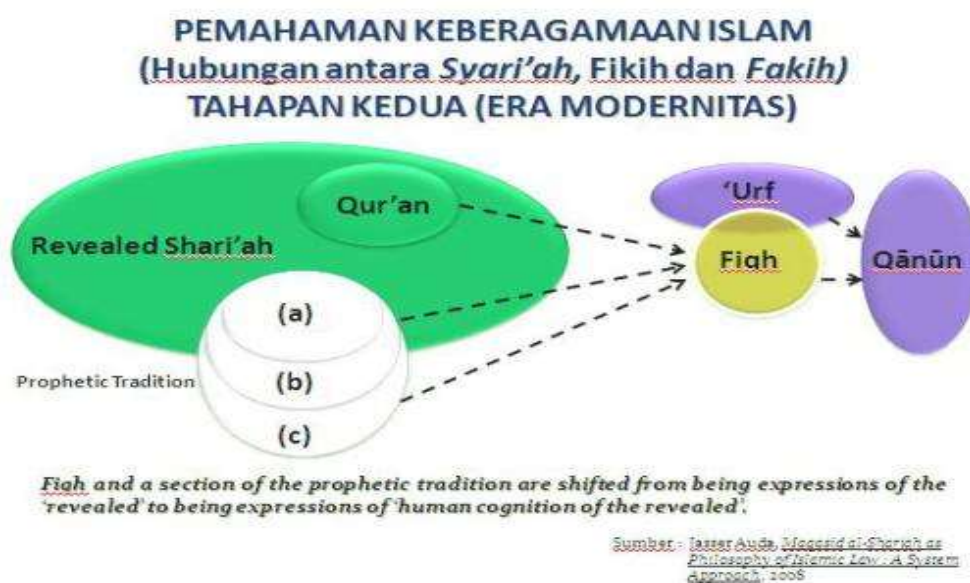 PEMAHAMAN KEBERAGAMAAN ISLAM
(Hubungan antara Syari'ah, Fikih dan Fakih)
TAHAPAN KEDUA (ERA MODERNITAS)
Qur'an
'Urf
Revealed Shari'ah
Fiqh
Qānūn
(a)
Prophetic Tradition
(b)
(c)
Fiqh and a section of the prophetic tradition are shifted from being expressions of the
'revealed' to being expressions of 'human cognition of the revealed'.
Sumber : Jasser Auda, Maqasid al-Shariah as
Philosophy of Islamic Law : A System
Approach, 2008